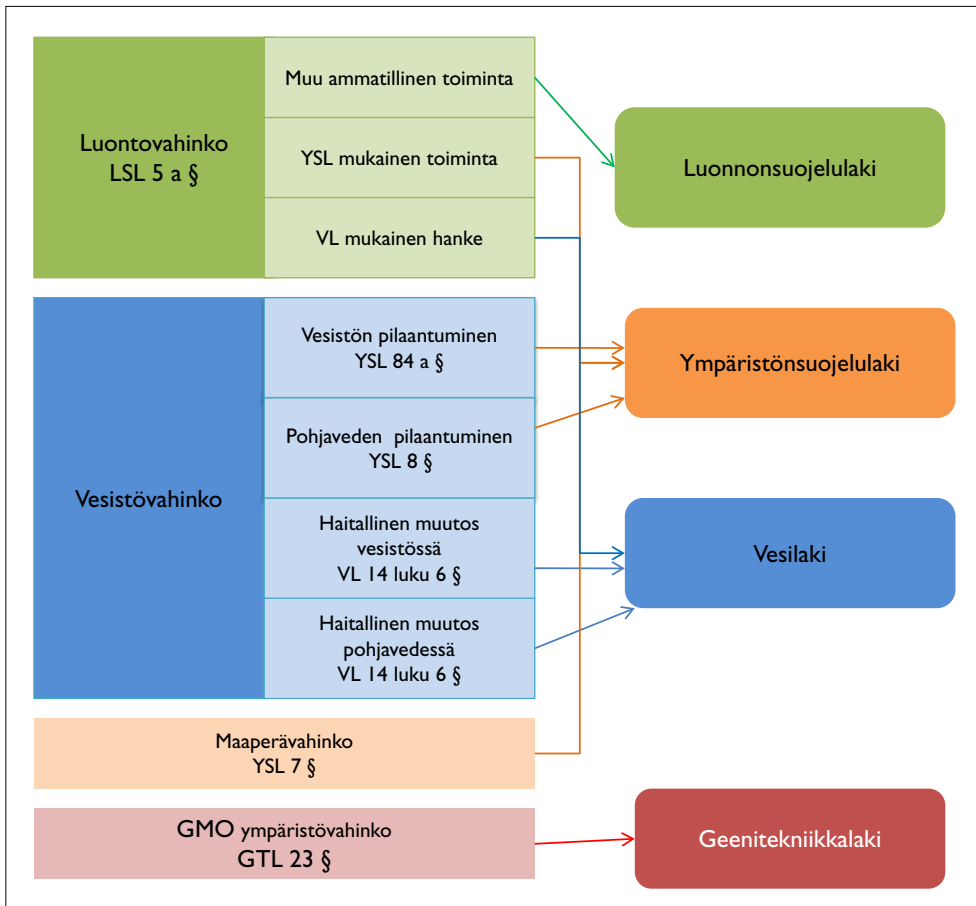 Luontovahinko
LSL 5 a §
Muu ammatillinen toiminta
YSL mukainen toiminta
VL mukainen hanke
Luonnonsuojelulaki
Vesistövahinko
Vesistön pilaantuminen
YSL 84 a §
Pohjaveden pilaantuminen
YSL 8 §
Haitallinen muutos
vesistössä
VL 14 luku 6 §
Haitallinen muutos
pohjavedessä
VL 14 luku 6 §
Ympäristönsuojelulaki
Vesilaki
Maaperävahinko
YSL 7 §
GMO ympäristövahinko
GTL 23 §
Geenitekniikkalaki